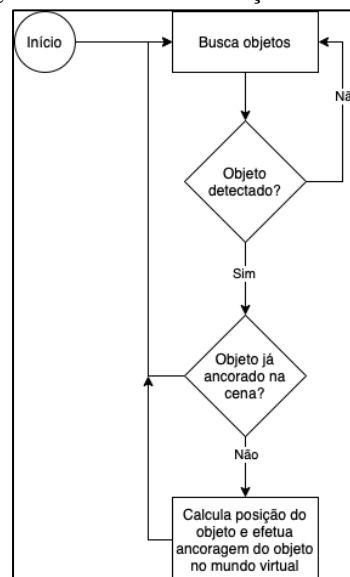 Início
Busca objetos
Objeto
detectado?
Sim
Objeto já
ancorado na
cena?
Não
Calcula posição do
objeto e efetua
ancoragem do objeto
no mundo virtual